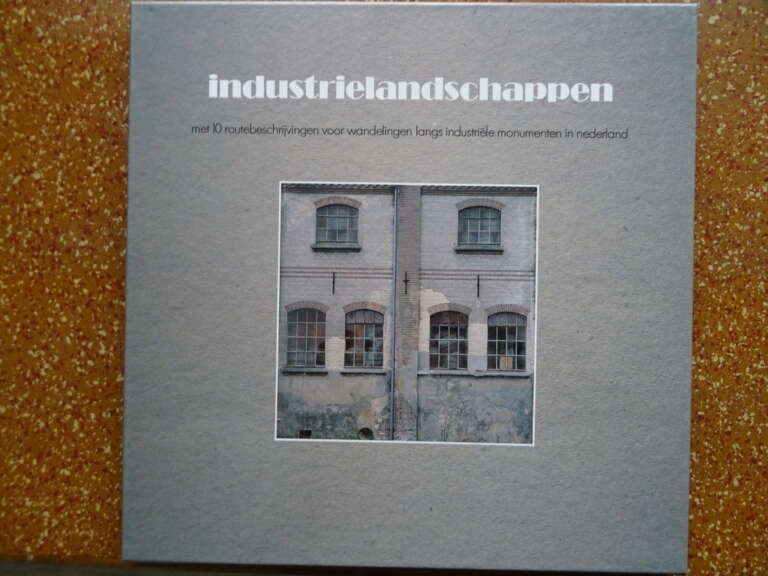 industrielandschappen
met 10 routebeschrijvingen voor wandelingen langs industriële monumenten in nederland